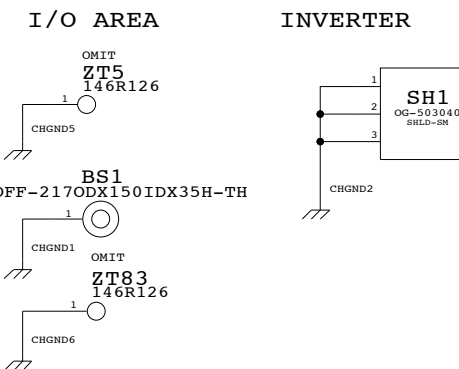 I/O AREA
INVERTER
OMIT
ZT5
146R126
1
CHGND5
1
2
3
SH1
OG-503040
SHLD-SM
CHGND2
BS1
OFF-217ODX150IDX35H-TH
1
CHGND1
OMIT
ZT83
146R126
1
CHGND6